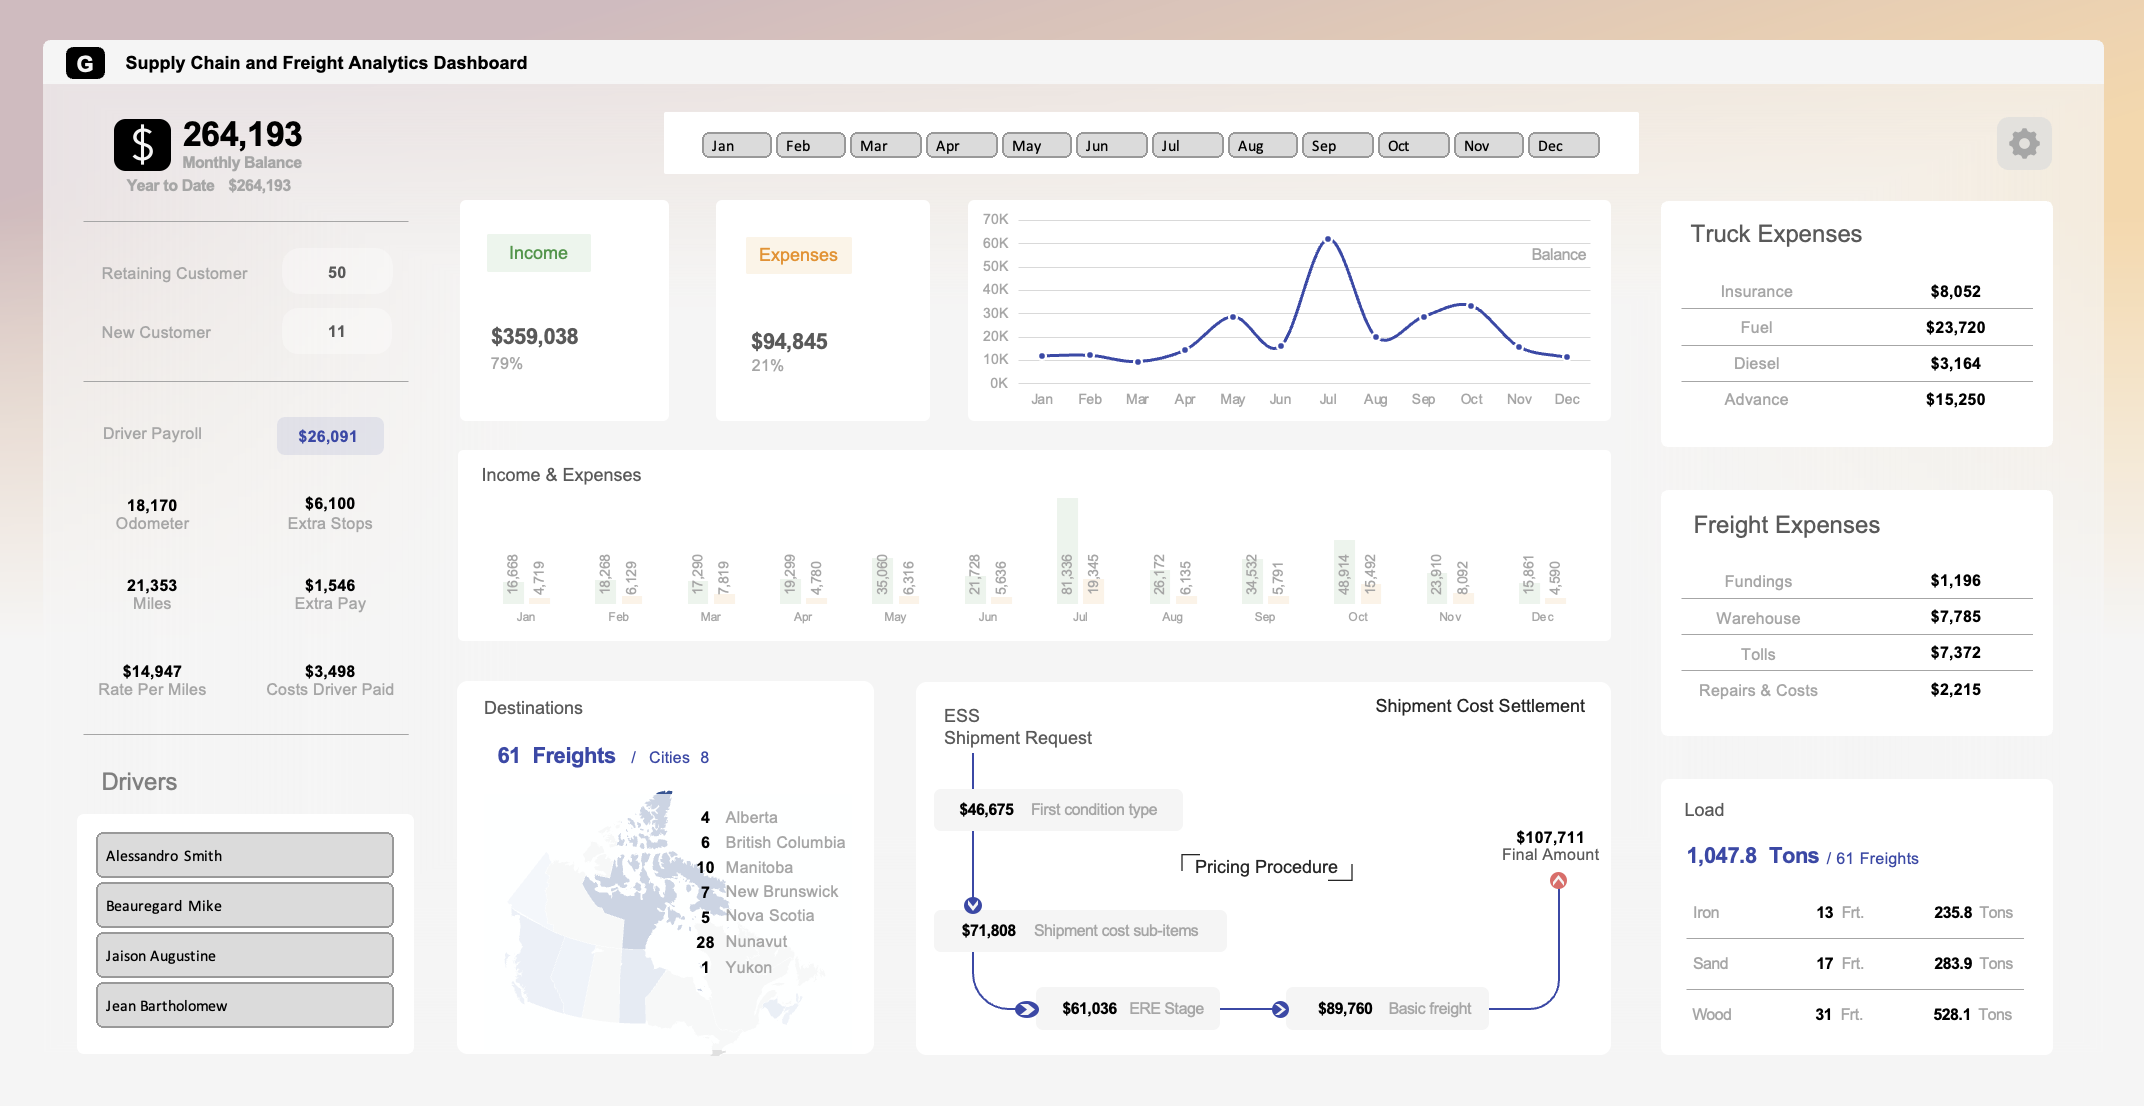 G
Supply Chain and Freight Analytics Dashboard
$
264,193
Monthly Balance
Year to Date $264,193
Jan Feb Mar Apr May Jun Jul Aug Sep Oct Nov Dec
Retaining Customer 50
New Customer 11
Driver Payroll $26,091
18,170 $6,100
Odometer Extra Stops
21,353 $1,546
Miles Extra Pay
$14,947 $3,498
Rate Per Miles Costs Driver Paid
Drivers
Alessandro Smith
Beauregard Mike
Jaison Augustine
Jean Bartholomew
Income
$359,038
79%
Expenses
$94,845
21%
Balance
70K
60K
50K
40K
30K
20K
10K
0K
Jan Feb Mar Apr May Jun Jul Aug Sep Oct Nov Dec
Income & Expenses
16,668 4,719 18,268 6,129 17,290 7,819 19,299 4,780 35,060 6,316 21,728 5,636 81,336 19,345 26,172 6,135 34,532 5,791 48,914 15,492 23,910 8,092 15,861 4,590
Jan Feb Mar Apr May Jun Jul Aug Sep Oct Nov Dec
Destinations
61 Freights / Cities 8
4 Alberta
6 British Columbia
10 Manitoba
7 New Brunswick
5 Nova Scotia
28 Nunavut
1 Yukon
ESS
Shipment Request
Shipment Cost Settlement
$46,675 First condition type
Pricing Procedure
$107,711
Final Amount
$71,808 Shipment cost sub-items
$61,036 ERE Stage
$89,760 Basic freight
Truck Expenses
Insurance $8,052
Fuel $23,720
Diesel $3,164
Advance $15,250
Freight Expenses
Fundings $1,196
Warehouse $7,785
Tolls $7,372
Repairs & Costs $2,215
Load
1,047.8 Tons / 61 Freights
Iron 13 Frt. 235.8 Tons
Sand 17 Frt. 283.9 Tons
Wood 31 Frt. 528.1 Tons